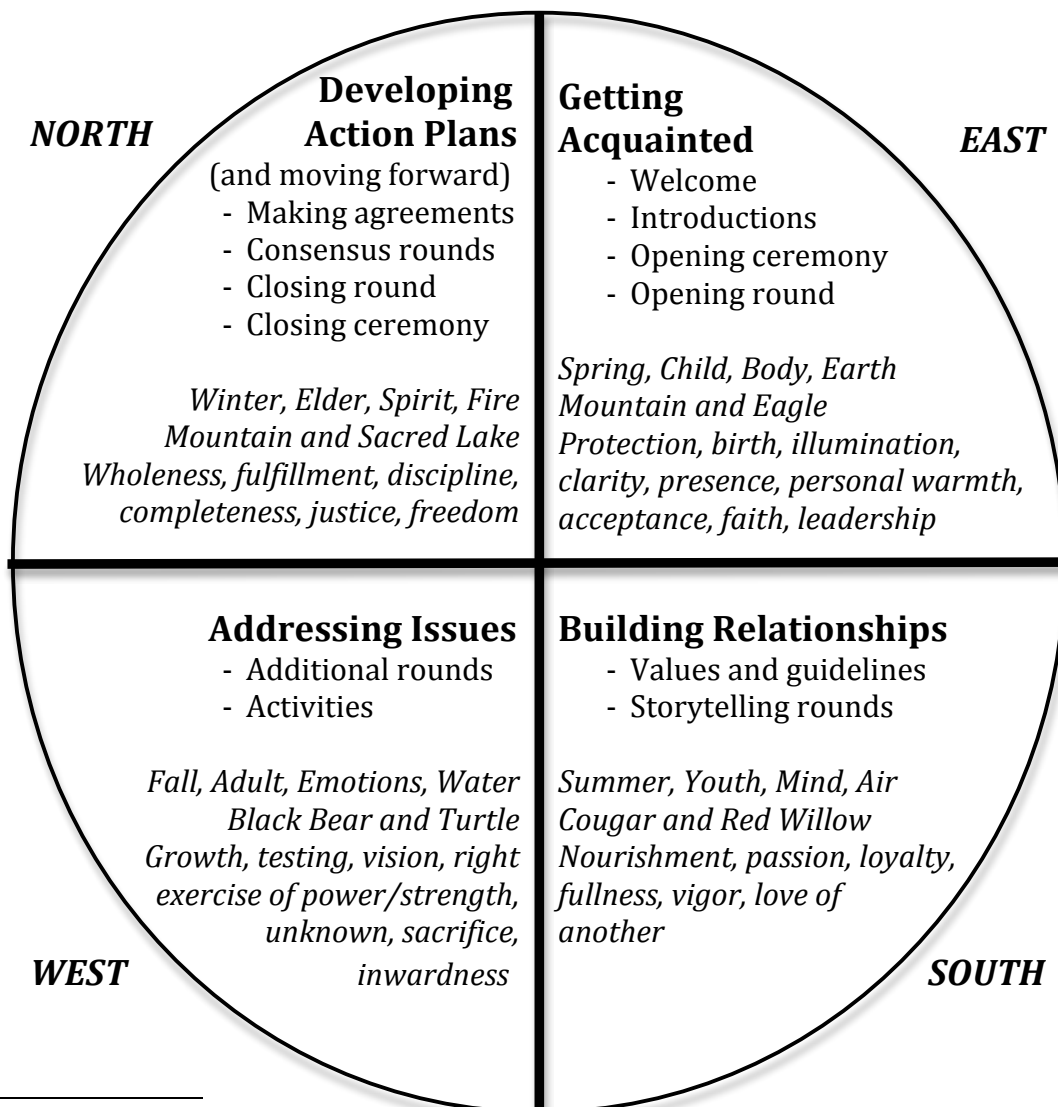 NORTH
Developing
Action Plans
(and moving forward)
- Making agreements
- Consensus rounds
- Closing round
- Closing ceremony
Winter, Elder, Spirit, Fire
Mountain and Sacred Lake
Wholeness, fulfillment, discipline,
completeness, justice, freedom
EAST
Getting
Acquainted
- Welcome
- Introductions
- Opening ceremony
- Opening round
Spring, Child, Body, Earth
Mountain and Eagle
Protection, birth, illumination,
clarity, presence, personal warmth,
acceptance, faith, leadership
Addressing Issues
- Additional rounds
- Activities
Fall, Adult, Emotions, Water
Black Bear and Turtle
Growth, testing, vision, right
exercise of power/strength,
unknown, sacrifice,
inwardness
WEST
Building Relationships
- Values and guidelines
- Storytelling rounds
Summer, Youth, Mind, Air
Cougar and Red Willow
Nourishment, passion, loyalty,
fullness, vigor, love of
another
SOUTH